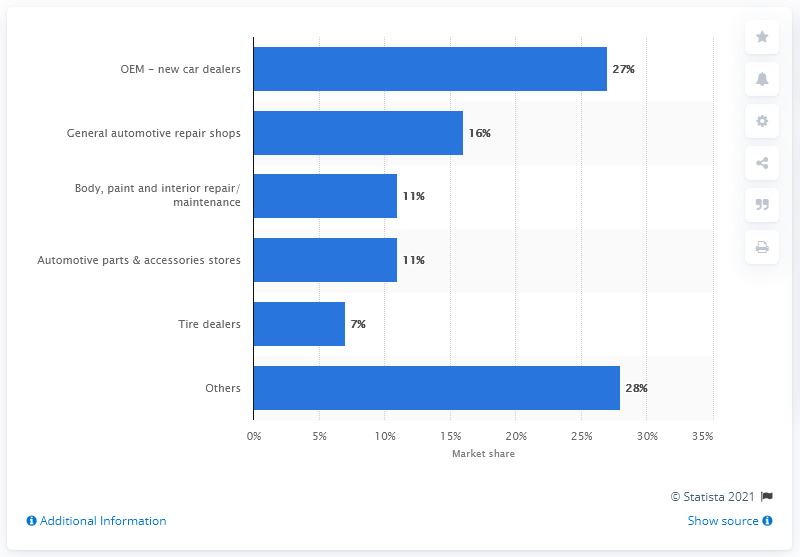 OEM - new car dealers
27%
General automotive repair shops
16%
Body, paint and interior repair/
maintenance
11%
Automotive parts & accessories stores
11%
Tire dealers
7%
Others
28%
0% 5% 10% 15% 20% 25% 30% 35%
Market share
© Statista 2021
Additional Information
Show source